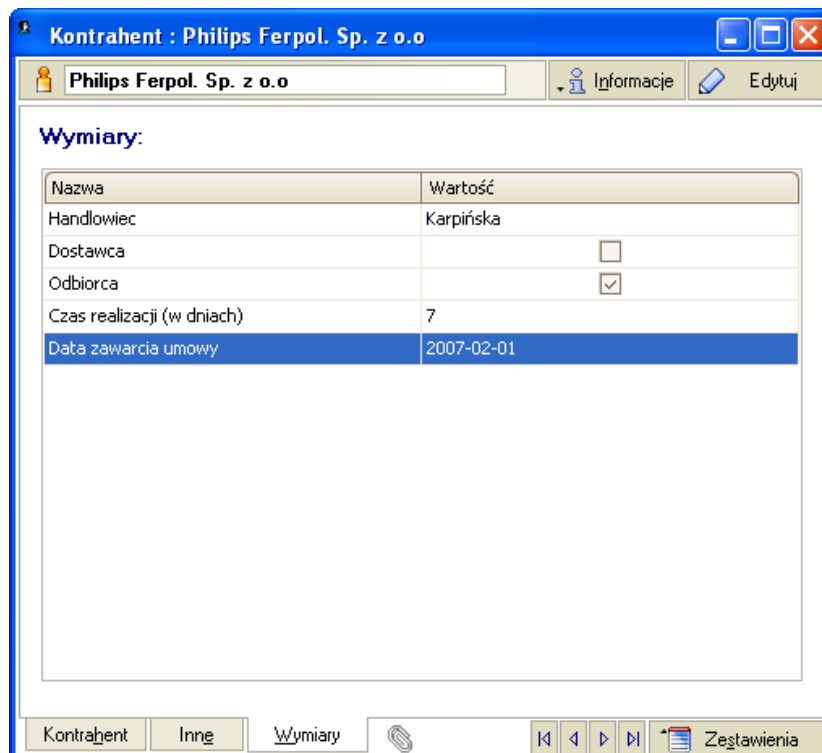 Kontrahent : Philips Ferpol. Sp. z o.o
Philips Ferpol. Sp. z o.o Informacje Edytuj
Wymiary:
Nazwa Wartość
Handlowiec Karpińska
Dostawca
Odbiorca
Czas realizacji (w dniach) 7
Data zawarcia umowy 2007-02-01
Kontrahent Inne Wymiary Zestawienia